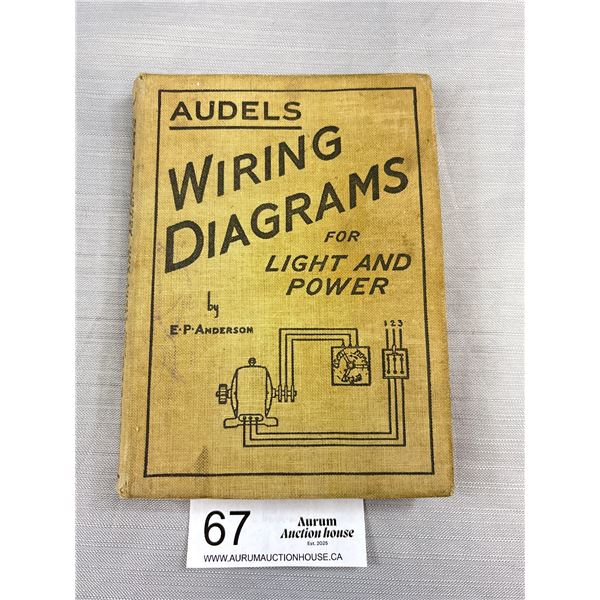 AUDELS
WIRING
DIAGRAMS
FOR
LIGHT AND
POWER
by
E·P·ANDERSON
1 2 3
67
Aurum
Auction house
Est. 2025
WWW.AURUMAUCTIONHOUSE.CA